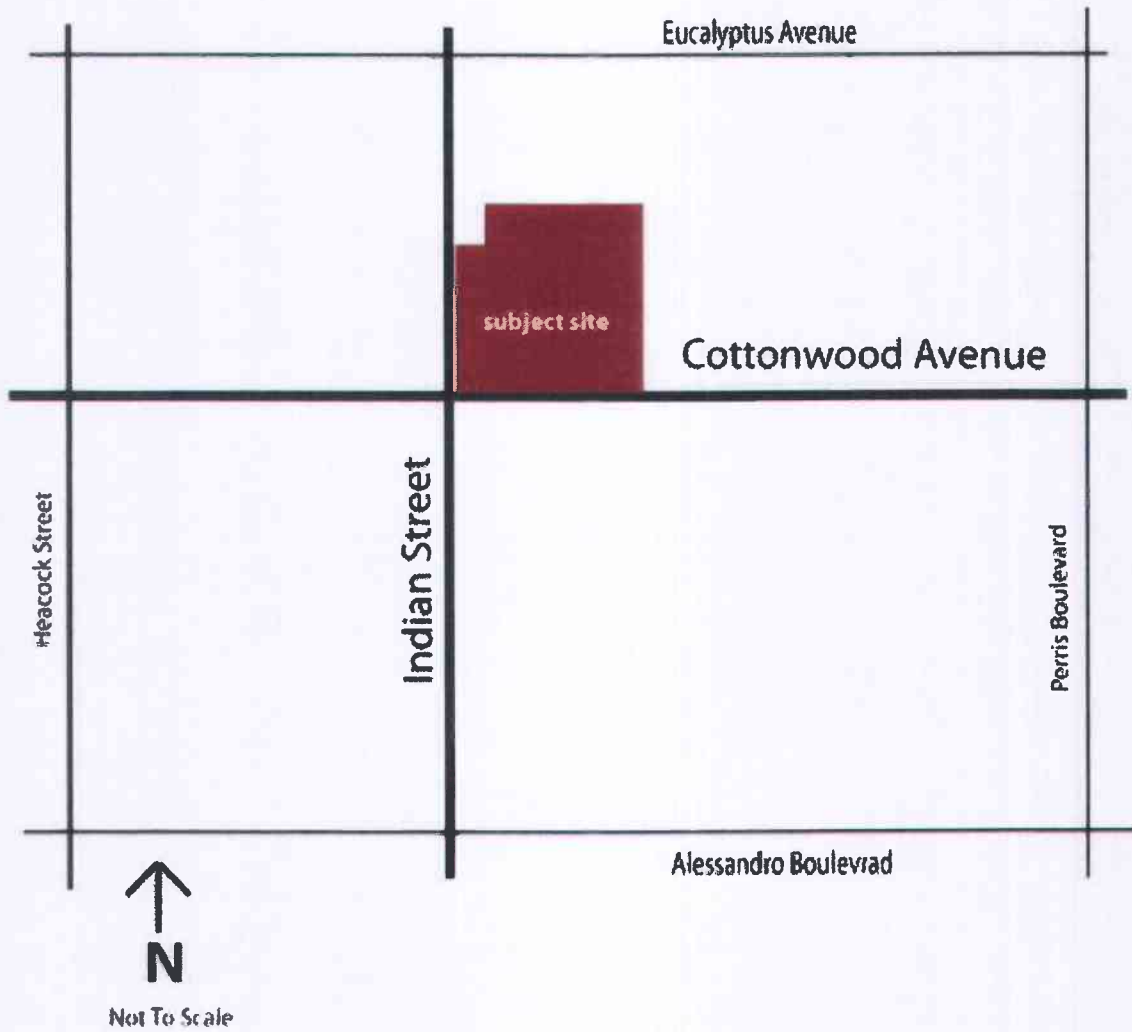 Eucalyptus Avenue
subject site
Cottonwood Avenue
Heacock Street
Indian Street
Perris Boulevard
Alessandro Boulevrad
N
Not To Scale